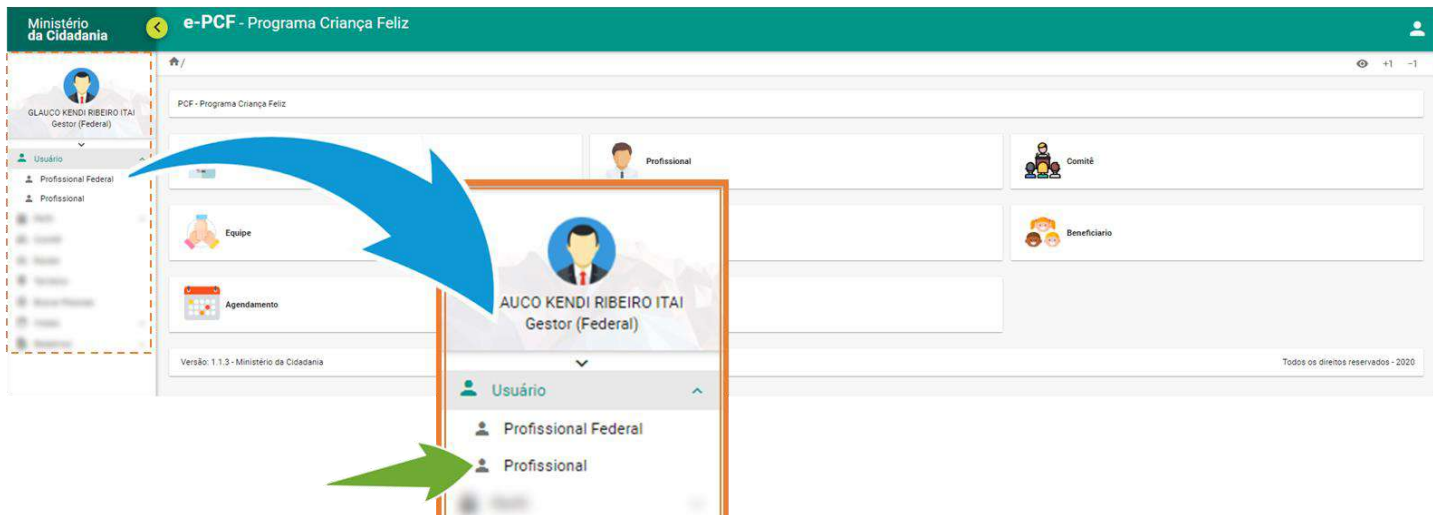 Ministério
da Cidadania
e-PCF - Programa Criança Feliz
/
+1 -1
GLAUCO KENDI RIBEIRO ITAI
Gestor (Federal)
Usuário
Profissional Federal
Profissional
PCF - Programa Criança Feliz
Profissional
Comitê
Equipe
Beneficiario
Agendamento
Versão: 1.1.3 - Ministério da Cidadania
Todos os direitos reservados - 2020
AUCO KENDI RIBEIRO ITAI
Gestor (Federal)
Usuário
Profissional Federal
Profissional